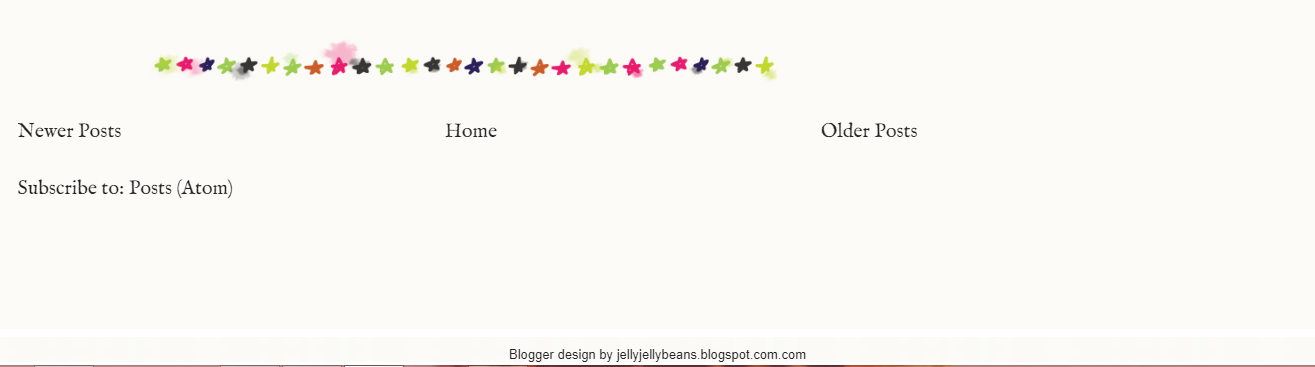 Newer Posts Home Older Posts
Subscribe to: Posts (Atom)
Blogger design by jellyjellybeans.blogspot.com.com